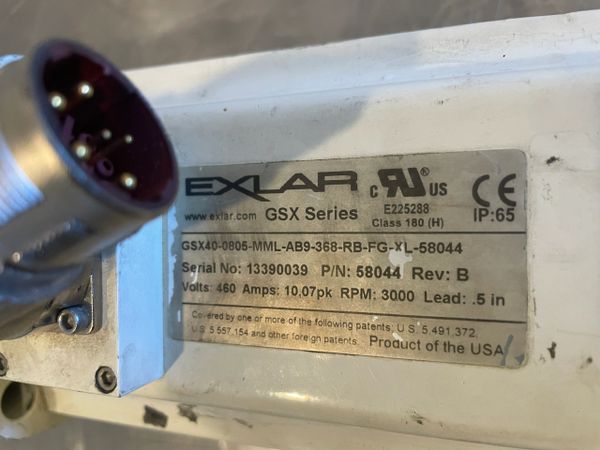 EXLAR
c RU® US
CE
www.exlar.com GSX Series
E225288
Class 180 (H)
IP:65
GSX40-0805-MML-AB9-368-RB-FG-XL-58044
Serial No: 13390039 P/N: 58044 Rev: B
Volts: 460 Amps: 10.07pk RPM: 3000 Lead: .5 in
Covered by one or more of the following patents; U.S. 5,491,372,
U.S. 5,557,154 and other foreign patents. Product of the USA